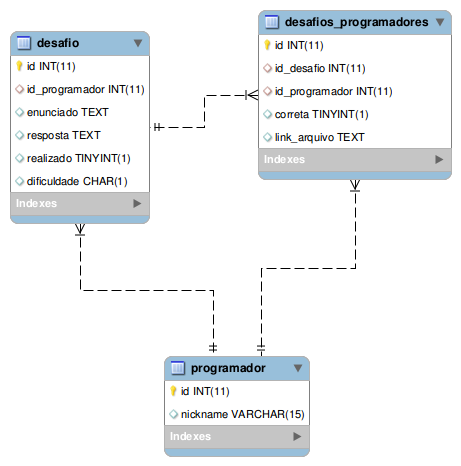 desafio
id INT(11)
id_programador INT(11)
enunciado TEXT
resposta TEXT
realizado TINYINT(1)
dificuldade CHAR(1)
Indexes
desafios_programadores
id INT(11)
id_desafio INT(11)
id_programador INT(11)
correta TINYINT(1)
link_arquivo TEXT
Indexes
programador
id INT(11)
nickname VARCHAR(15)
Indexes